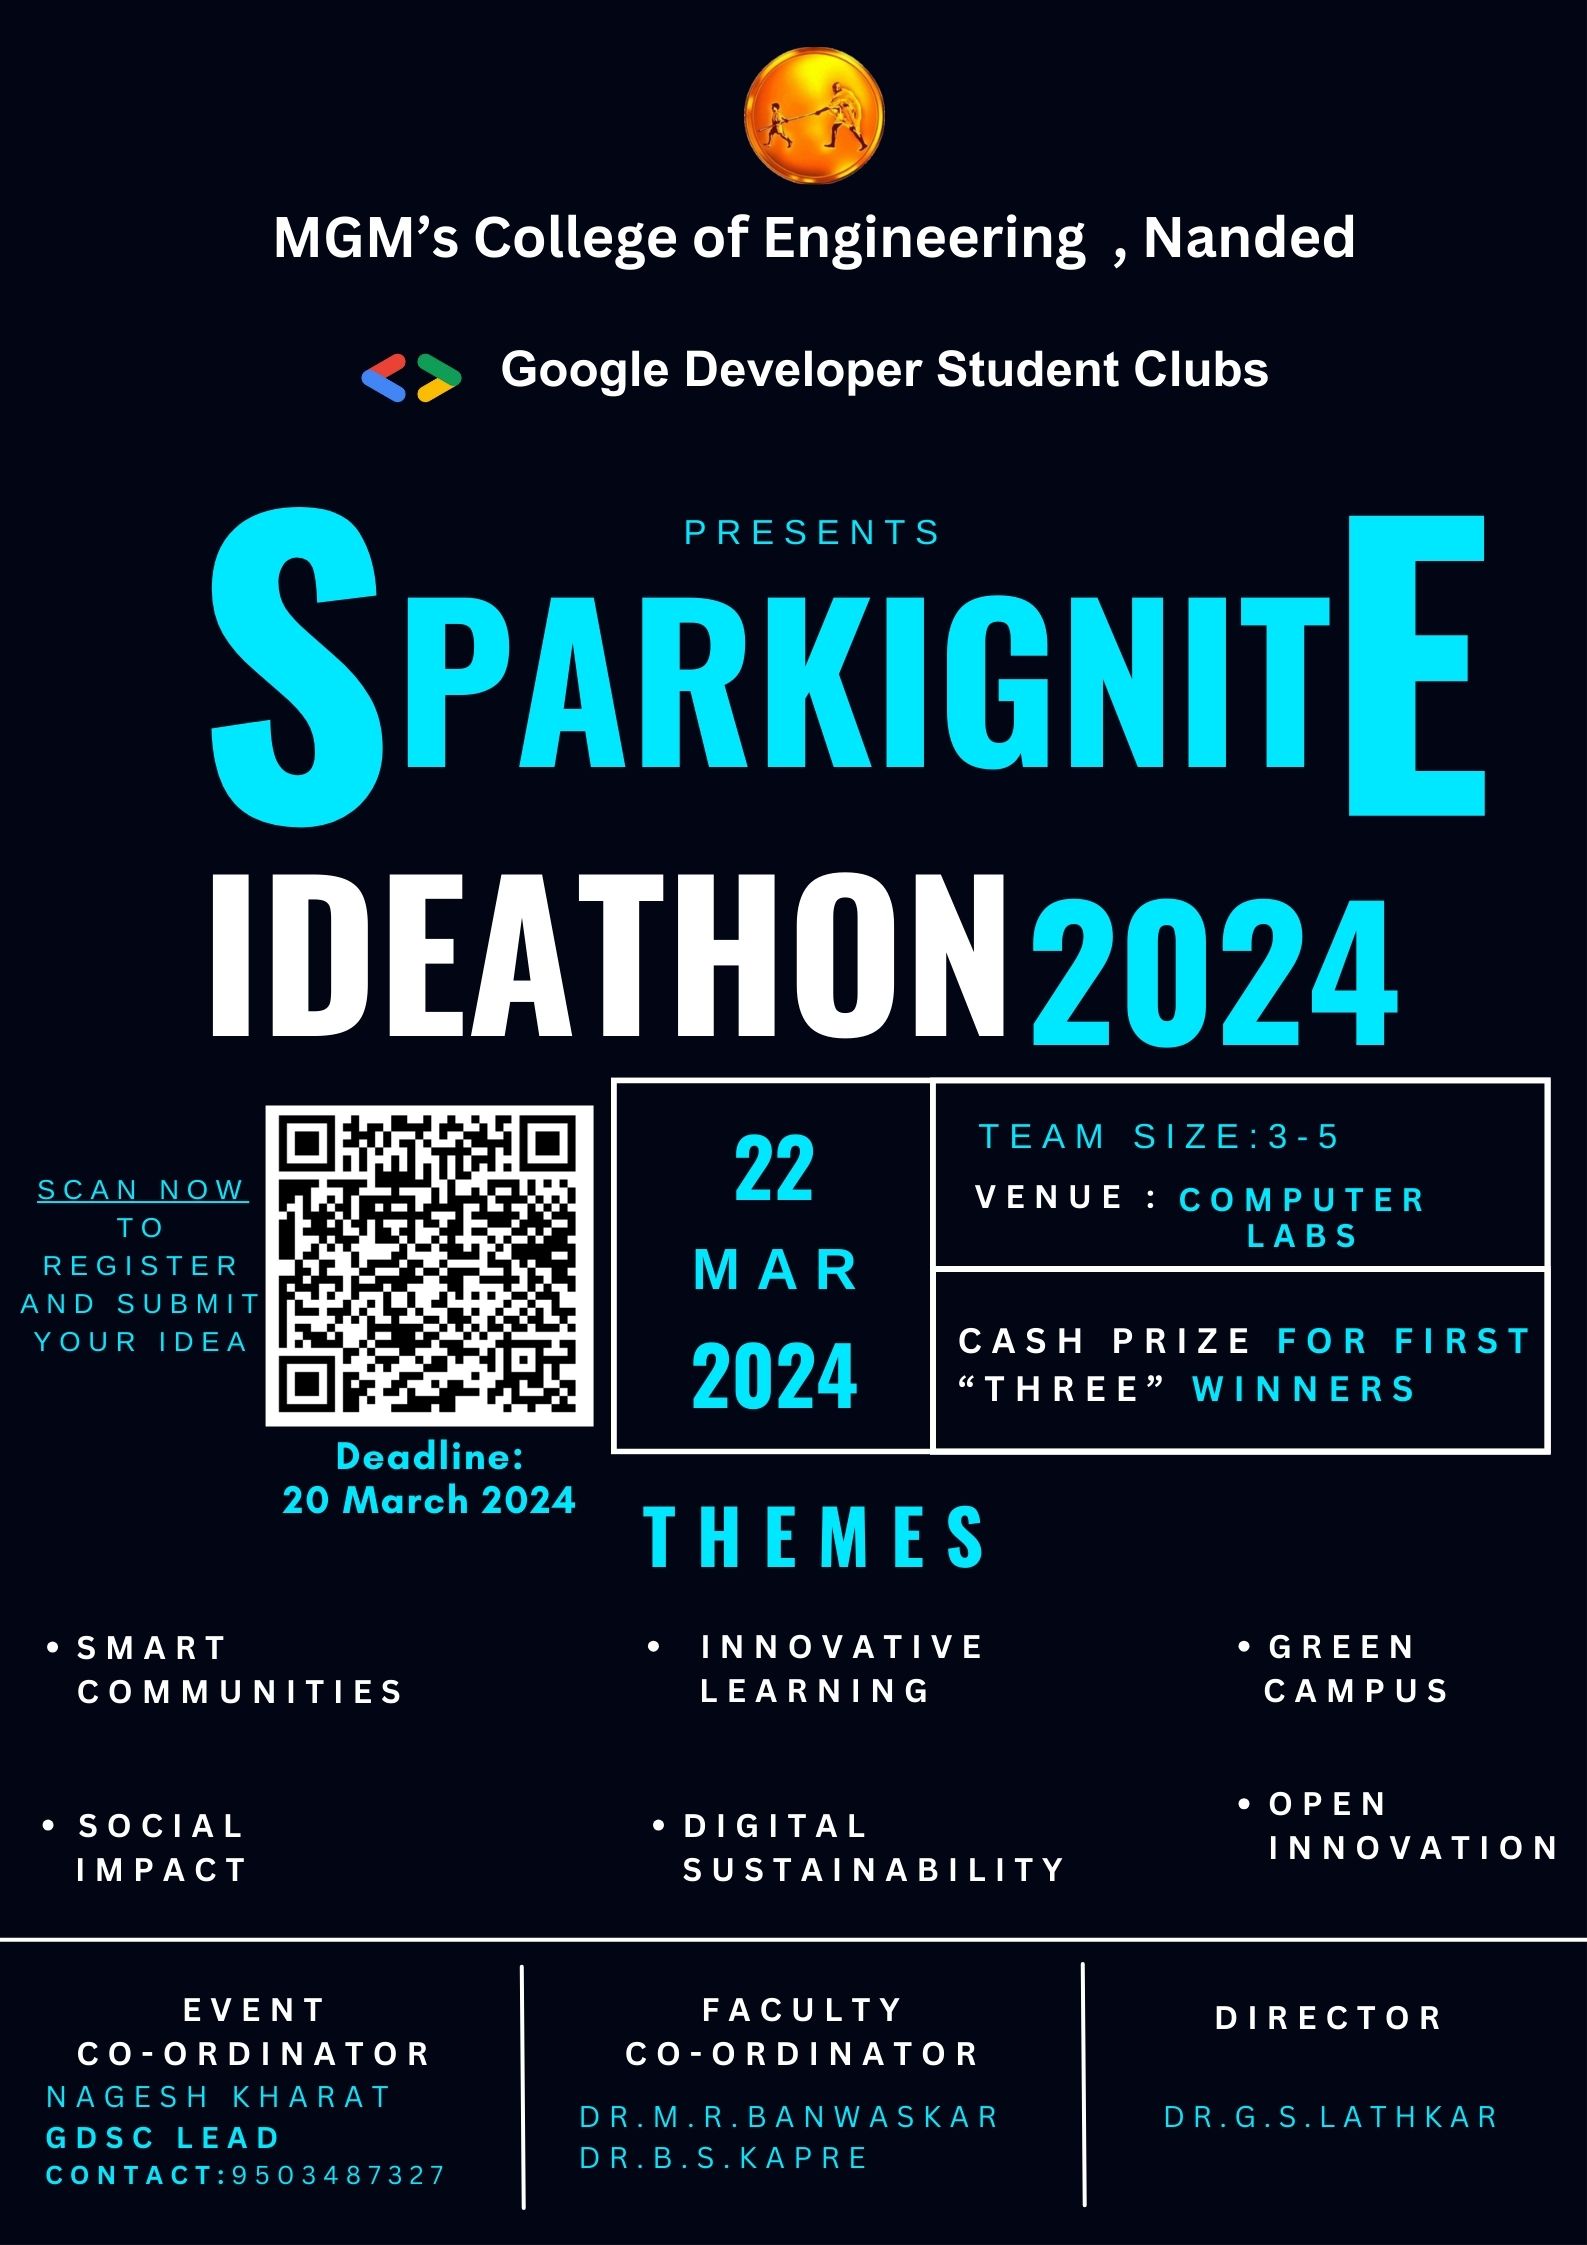 MGM’s College of Engineering , Nanded
Google Developer Student Clubs
PRESENTS
SPARKIGNITE
IDEATHON 2024
SCAN NOW
TO
REGISTER
AND SUBMIT
YOUR IDEA
Deadline:
20 March 2024
22
MAR
2024
TEAM SIZE:3-5
VENUE : COMPUTER
LABS
CASH PRIZE FOR FIRST
“THREE” WINNERS
THEMES
• SMART
COMMUNITIES
• INNOVATIVE
LEARNING
• GREEN
CAMPUS
• SOCIAL
IMPACT
• DIGITAL
SUSTAINABILITY
• OPEN
INNOVATION
EVENT
CO-ORDINATOR
NAGESH KHARAT
GDSC LEAD
CONTACT:9503487327
FACULTY
CO-ORDINATOR
DR.M.R.BANWASKAR
DR.B.S.KAPRE
DIRECTOR
DR.G.S.LATHKAR